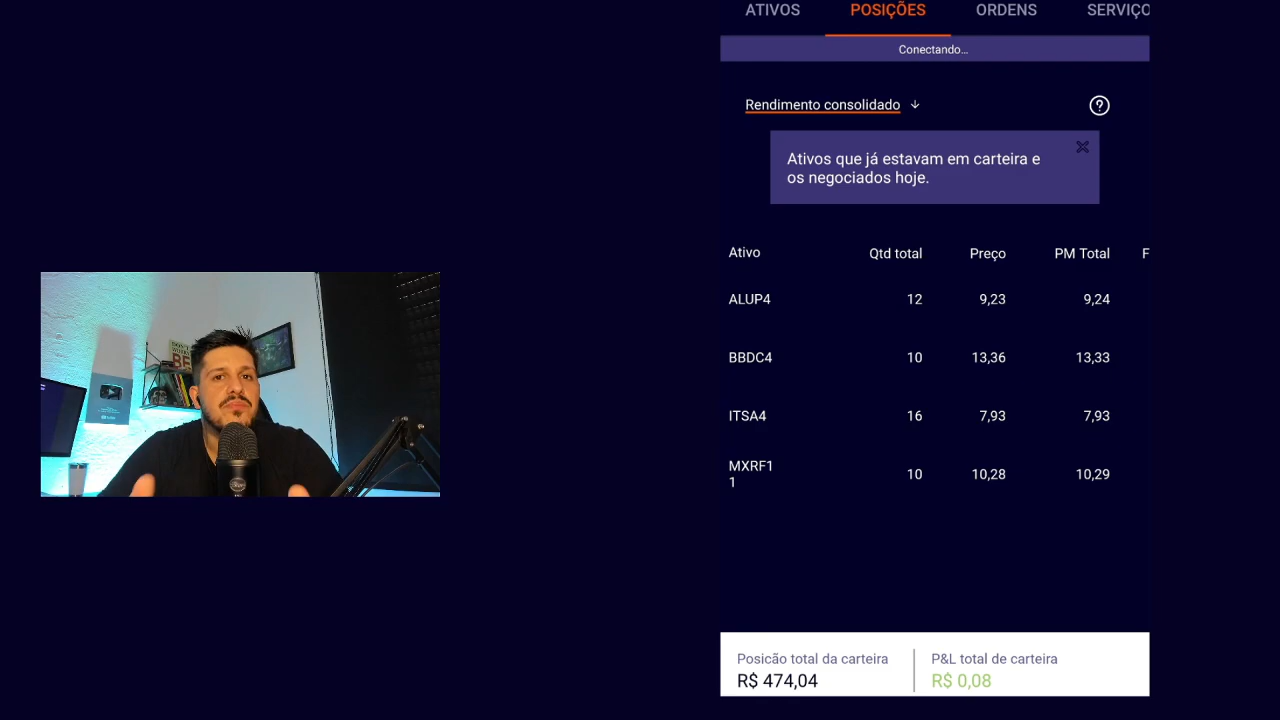 ATIVOS POSIÇÕES ORDENS SERVIÇO
Conectando...
Rendimento consolidado
Ativos que já estavam em carteira e
os negociados hoje.
Ativo Qtd total Preço PM Total F
ALUP4 12 9,23 9,24
BBDC4 10 13,36 13,33
ITSA4 16 7,93 7,93
MXRF1
1 10 10,28 10,29
Posicão total da carteira P&L total de carteira
R$ 474,04 R$ 0,08